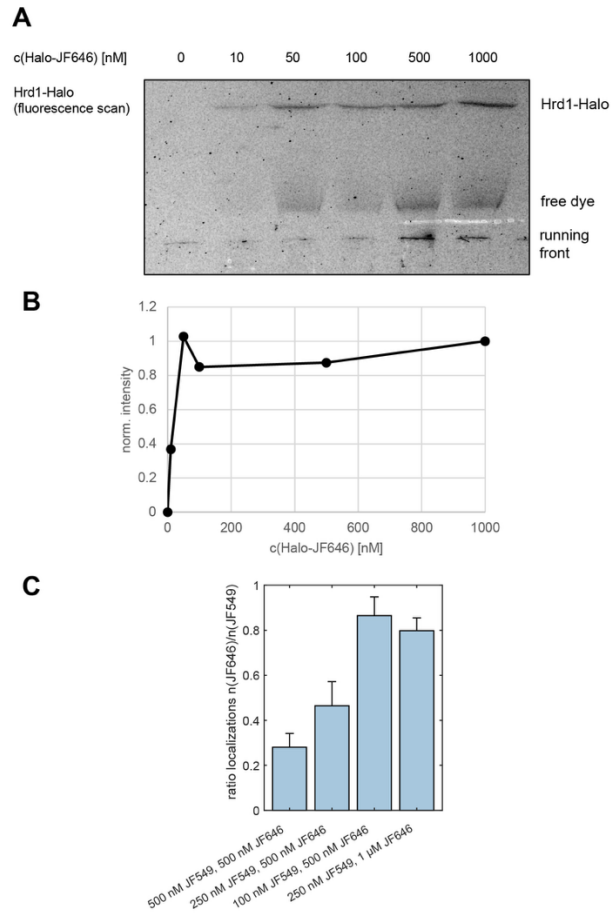 A
c(Halo-JF646) [nM] 0 10 50 100 500 1000
Hrd1-Halo
(fluorescence scan)
Hrd1-Halo
free dye
running
front
B
norm. intensity
1.2
1
0.8
0.6
0.4
0.2
0
0 200 400 600 800 1000
c(Halo-JF646) [nM]
C
ratio localizations n(JF646)/n(JF549)
1
0.8
0.6
0.4
0.2
0
500 nM JF549, 500 nM JF646
250 nM JF549, 500 nM JF646
100 nM JF549, 500 nM JF646
250 nM JF549, 1 µM JF646